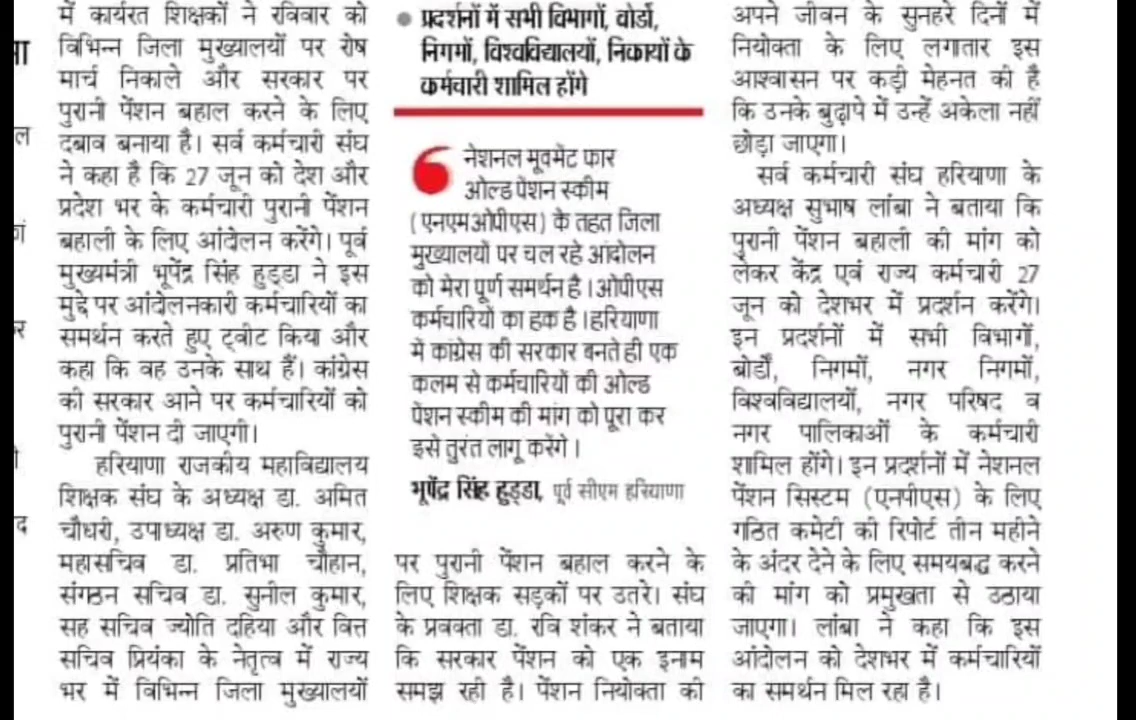 में कार्यरत शिक्षकों ने रविवार को
विभिन्न जिला मुख्यालयों पर रोष
मार्च निकाले और सरकार पर
पुरानी पेंशन बहाल करने के लिए
दबाव बनाया है। सर्व कर्मचारी संघ
ने कहा है कि 27 जून को देश और
प्रदेश भर के कर्मचारी पुरानी पेंशन
बहाली के लिए आंदोलन करेंगे। पूर्व
मुख्यमंत्री भूपेंद्र सिंह हुड्डा ने इस
मुद्दे पर आंदोलनकारी कर्मचारियों का
समर्थन करते हुए ट्वीट किया और
कहा कि वह उनके साथ हैं। कांग्रेस
की सरकार आने पर कर्मचारियों को
पुरानी पेंशन दी जाएगी।
हरियाणा राजकीय महाविद्यालय
शिक्षक संघ के अध्यक्ष डा. अमित
चौधरी, उपाध्यक्ष डा. अरुण कुमार,
महासचिव डा. प्रतिभा चौहान,
संगठन सचिव डा. सुनील कुमार,
सह सचिव ज्योति दहिया और वित्त
सचिव प्रियंका के नेतृत्व में राज्य
भर में विभिन्न जिला मुख्यालयों
• प्रदर्शनों में सभी विभागों, बोर्डो,
निगमों, विश्वविद्यालयों, निकायों के
कर्मचारी शामिल होंगे
नेशनल मूवमेंट फार
ओल्ड पेंशन स्कीम
(एनएमओपीएस) के तहत जिला
मुख्यालयों पर चल रहे आंदोलन
को मेरा पूर्ण समर्थन है। ओपीएस
कर्मचारियों का हक है। हरियाणा
में कांग्रेस की सरकार बनते ही एक
कलम से कर्मचारियों की ओल्ड
पेंशन स्कीम की मांग को पूरा कर
इसे तुरंत लागू करेंगे।
भूपेंद्र सिंह हुड्डा, पूर्व सीएम हरियाणा
पर पुरानी पेंशन बहाल करने के
लिए शिक्षक सड़कों पर उतरे। संघ
के प्रवक्ता डा. रवि शंकर ने बताया
कि सरकार पेंशन को एक इनाम
समझ रही है। पेंशन नियोक्ता की
अपने जीवन के सुनहरे दिनों में
नियोक्ता के लिए लगातार इस
आश्वासन पर कड़ी मेहनत की है
कि उनके बुढ़ापे में उन्हें अकेला नहीं
छोड़ा जाएगा।
सर्व कर्मचारी संघ हरियाणा के
अध्यक्ष सुभाष लांबा ने बताया कि
पुरानी पेंशन बहाली की मांग को
लेकर केंद्र एवं राज्य कर्मचारी 27
जून को देशभर में प्रदर्शन करेंगे।
इन प्रदर्शनों में सभी विभागों,
बोर्डों, निगमों, नगर निगमों,
विश्वविद्यालयों, नगर परिषद व
नगर पालिकाओं के कर्मचारी
शामिल होंगे। इन प्रदर्शनों में नेशनल
पेंशन सिस्टम (एनपीएस) के लिए
गठित कमेटी की रिपोर्ट तीन महीने
के अंदर देने के लिए समयबद्ध करने
की मांग को प्रमुखता से उठाया
जाएगा। लांबा ने कहा कि इस
आंदोलन को देशभर में कर्मचारियों
का समर्थन मिल रहा है।